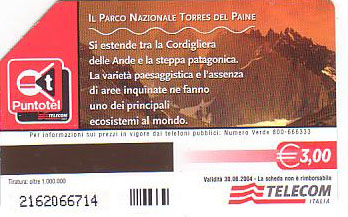 IL PARCO NAZIONALE TORRES DEL PAINE
Si estende tra la Cordigliera
delle Ande e la steppa patagonica.
La varietà paesaggistica e l'assenza
di aree inquinate ne fanno
uno dei principali
ecosistemi al mondo.
t
Puntotel
TELECOM
Per informazioni sui prezzi in vigore dai telefoni pubblici: Numero Verde 800-666333
€ 3,00
Tiratura: oltre 1.000.000
Validità 30.06.2004 - La scheda non è rimborsabile
2162066714
TELECOM
ITALIA